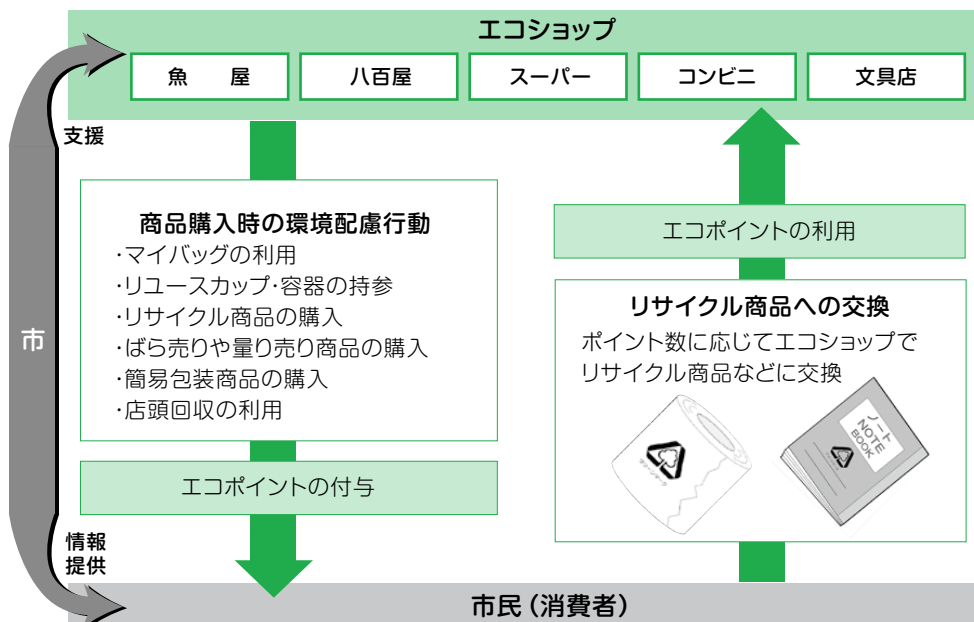 エコショップ
魚　屋
八百屋
スーパー
コンビニ
文具店
支援
商品購入時の環境配慮行動
・マイバッグの利用
・リユースカップ・容器の持参
・リサイクル商品の購入
・ばら売りや量り売り商品の購入
・簡易包装商品の購入
・店頭回収の利用
エコポイントの付与
エコポイントの利用
リサイクル商品への交換
ポイント数に応じてエコショップで
リサイクル商品などに交換
グリーンマーク
ノート
NOTE
BOOK
市
情報
提供
市民（消費者）